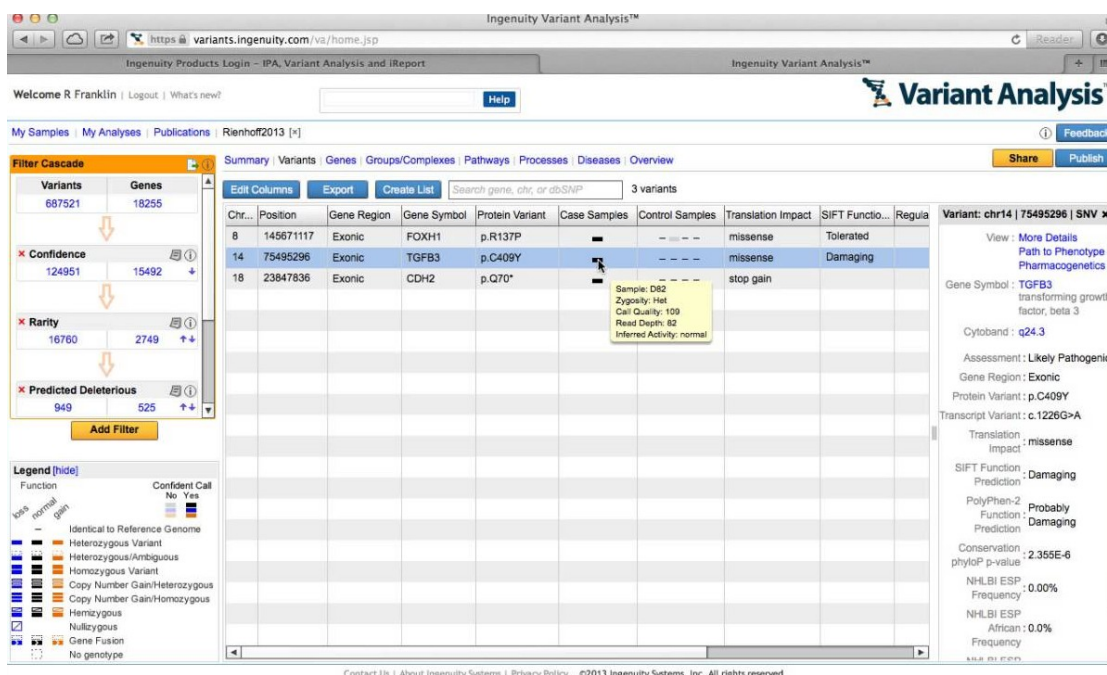 Ingenuity Variant Analysis™
https variants.ingenuity.com/va/home.jsp
Reader
Ingenuity Products Login – IPA, Variant Analysis and iReport
Ingenuity Variant Analysis™
Welcome R Franklin | Logout | What's new?
Help
Variant Analysis
My Samples | My Analyses | Publications | Rienhoff2013 [×]
Feedback
Filter Cascade
Summary | Variants | Genes | Groups/Complexes | Pathways | Processes | Diseases | Overview
Share
Publish
Variants Genes
687521 18255
Edit Columns
Export
Create List
Search gene, chr, or dbSNP
3 variants
Chr... Position Gene Region Gene Symbol Protein Variant Case Samples Control Samples Translation Impact SIFT Functio... Regula
8 145671117 Exonic FOXH1 p.R137P missense Tolerated
14 75495296 Exonic TGFB3 p.C409Y missense Damaging
18 23847836 Exonic CDH2 p.Q70* stop gain
Sample: D82
Zygosity: Het
Call Quality: 109
Read Depth: 82
Inferred Activity: normal
Confidence
124951 15492
Rarity
16760 2749
Predicted Deleterious
949 525
Add Filter
Legend [hide]
Function Confident Call
No Yes
loss normal gain
Identical to Reference Genome
Heterozygous Variant
Heterozygous/Ambiguous
Homozygous Variant
Copy Number Gain/Heterozygous
Copy Number Gain/Homozygous
Hemizygous
Nullizygous
Gene Fusion
No genotype
Variant: chr14 | 75495296 | SNV ×
View : More Details
Path to Phenotype
Pharmacogenetics
Gene Symbol : TGFB3
transforming growth
factor, beta 3
Cytoband : q24.3
Assessment : Likely Pathogenic
Gene Region : Exonic
Protein Variant : p.C409Y
Transcript Variant : c.1226G>A
Translation Impact : missense
SIFT Function Prediction : Damaging
PolyPhen-2 Function Prediction : Probably Damaging
Conservation phyloP p-value : 2.355E-6
NHLBI ESP Frequency : 0.00%
NHLBI ESP African Frequency : 0.0%
NHLBI ESP
Contact Us | About Ingenuity Systems | Privacy Policy ©2013 Ingenuity Systems, Inc. All rights reserved.